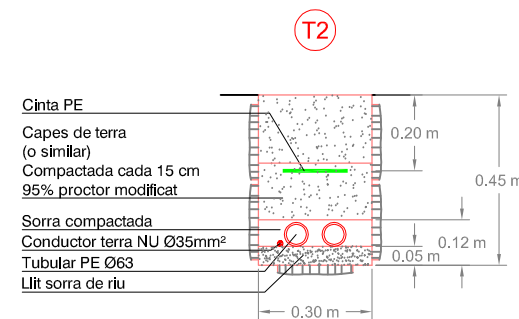 T2
Cinta PE
Capes de terra
(o similar)
Compactada cada 15 cm
95% proctor modificat
Sorra compactada
Conductor terra NU Ø35mm²
Tubular PE Ø63
Llit sorra de riu
0.20 m
0.45 m
0.12 m
0.05 m
0.30 m